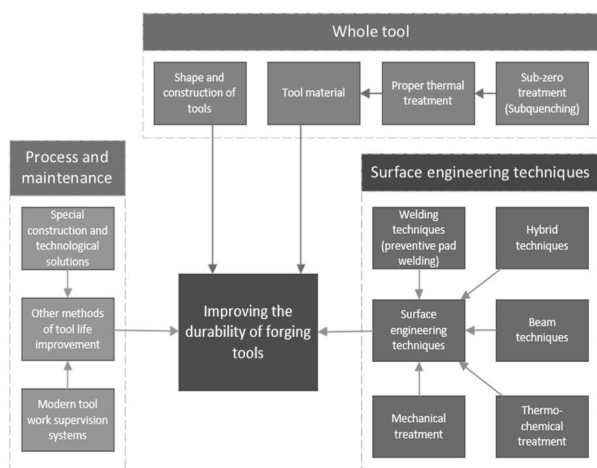 Whole tool
Shape and
construction of
tools
Tool material
Proper thermal
treatment
Sub-zero
treatment
(Subquenching)
Process and
maintenance
Special
construction and
technological
solutions
Other methods
of tool life
improvement
Modern tool
work supervision
systems
Improving the
durability of forging
tools
Surface engineering techniques
Welding
techniques
(preventive pad
welding)
Hybrid
techniques
Surface
engineering
techniques
Beam
techniques
Mechanical
treatment
Thermo-
chemical
treatment